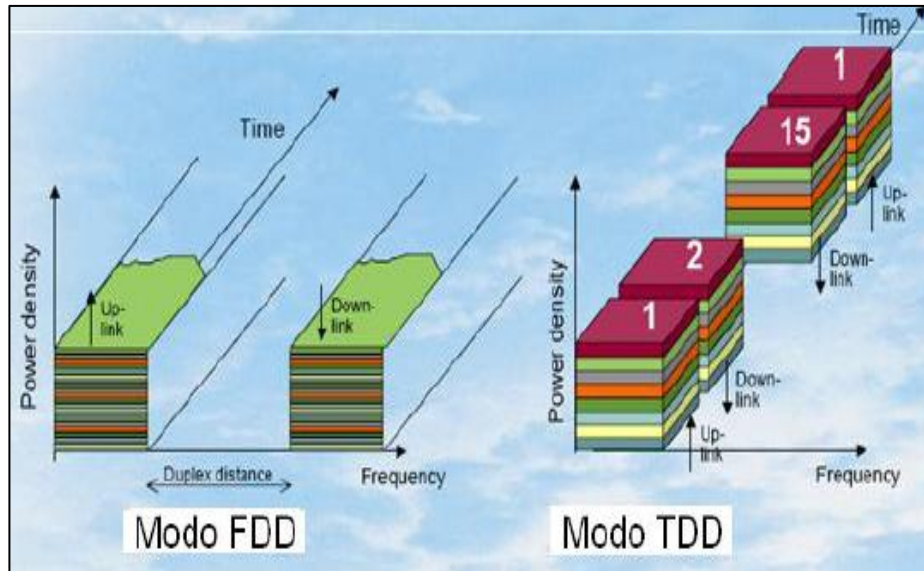 Power density
Time
Up-
link
Down-
link
Duplex distance
Frequency
Modo FDD
Power density
Time
1
15
2
1
Up-
link
Down-
link
Down-
link
Up-
link
Frequency
Modo TDD